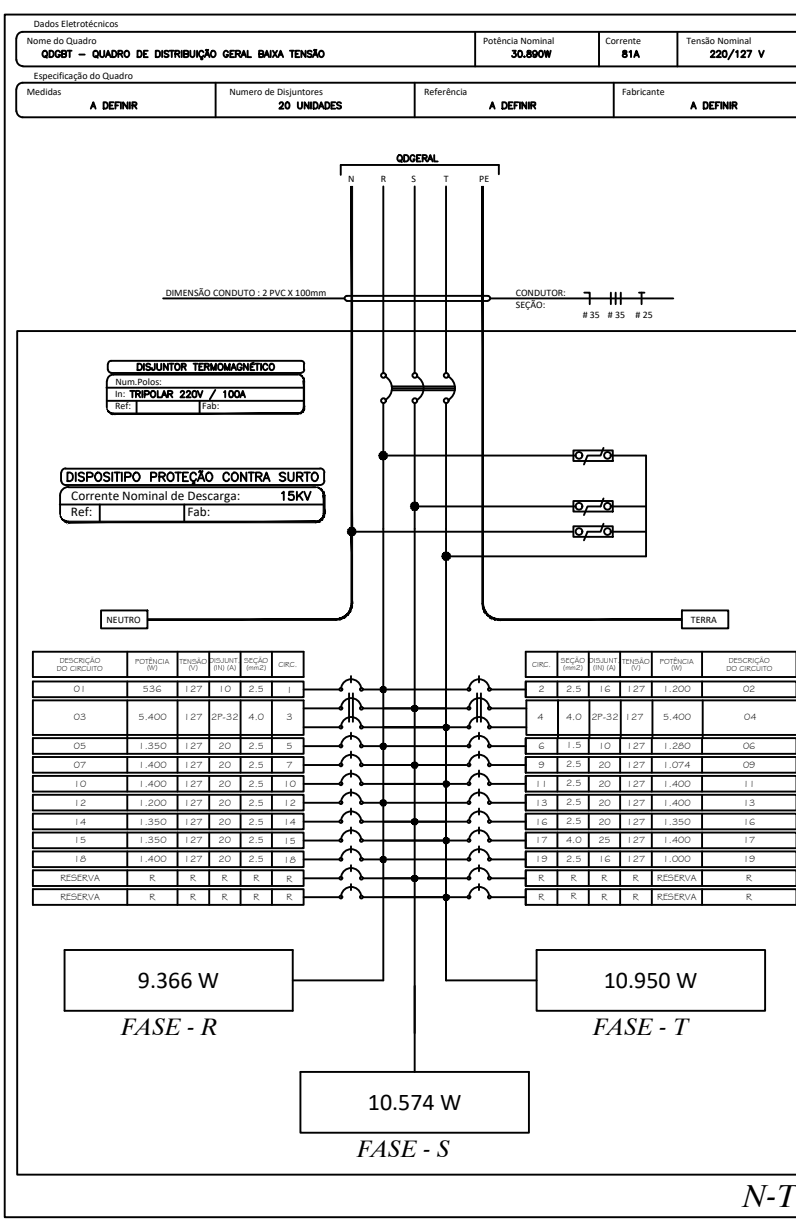 Dados Eletrotécnicos
Nome do Quadro Potência Nominal Corrente Tensão Nominal
QDGBT – QUADRO DE DISTRIBUIÇÃO GERAL BAIXA TENSÃO 30.890W 81A 220/127 V
Especificação do Quadro
Medidas Numero de Disjuntores Referência Fabricante
A DEFINIR 20 UNIDADES A DEFINIR A DEFINIR
QDGERAL
N R S T PE
DIMENSÃO CONDUTO : 2 PVC X 100mm CONDUTOR:
SEÇÃO:
# 35 # 35 # 25
DISJUNTOR TERMOMAGNÉTICO
Num.Polos:
In: TRIPOLAR 220V / 100A
Ref: Fab:
DISPOSITIPO PROTEÇÃO CONTRA SURTO
Corrente Nominal de Descarga: 15KV
Ref: Fab:
NEUTRO TERRA
DESCRIÇÃO DO CIRCUITO POTÊNCIA (W) TENSÃO (V) DISJUNT. (IN) (A) SEÇÃO (mm2) CIRC. CIRC. SEÇÃO (mm2) DISJUNT. (IN) (A) TENSÃO (V) POTÊNCIA (W) DESCRIÇÃO DO CIRCUITO
01 536 127 10 2.5 1 2 2.5 16 127 1.200 02
03 5.400 127 2P-32 4.0 3 4 4.0 2P-32 127 5.400 04
05 1.350 127 20 2.5 5 6 1.5 10 127 1.280 06
07 1.400 127 20 2.5 7 9 2.5 20 127 1.074 09
10 1.400 127 20 2.5 10 11 2.5 20 127 1.400 11
12 1.200 127 20 2.5 12 13 2.5 20 127 1.400 13
14 1.350 127 20 2.5 14 16 2.5 20 127 1.350 16
15 1.350 127 20 2.5 15 17 4.0 25 127 1.400 17
18 1.400 127 20 2.5 18 19 2.5 16 127 1.000 19
RESERVA R R R R R R R R R RESERVA R
RESERVA R R R R R R R R R RESERVA R
9.366 W 10.950 W
FASE - R FASE - T
10.574 W
FASE - S
N-T